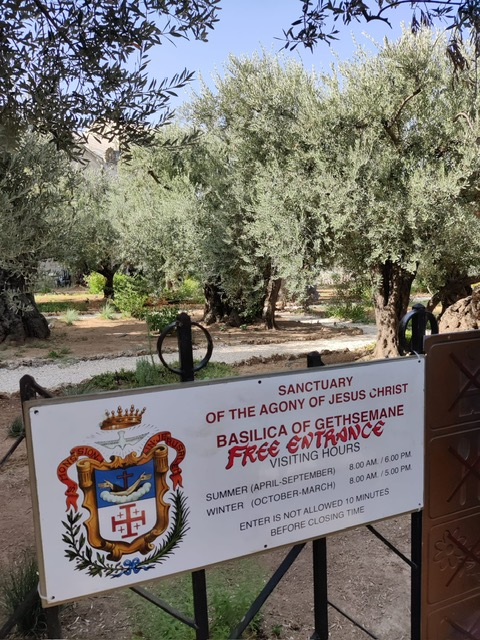 SANCTUARY
OF THE AGONY OF JESUS CHRIST
BASILICA OF GETHSEMANE
FREE ENTRANCE
VISITING HOURS
SUMMER (APRIL-SEPTEMBER) 8.00 AM. / 6.00 PM.
WINTER (OCTOBER-MARCH) 8.00 AM. / 5.00 PM.
ENTER IS NOT ALLOWED 10 MINUTES
BEFORE CLOSING TIME